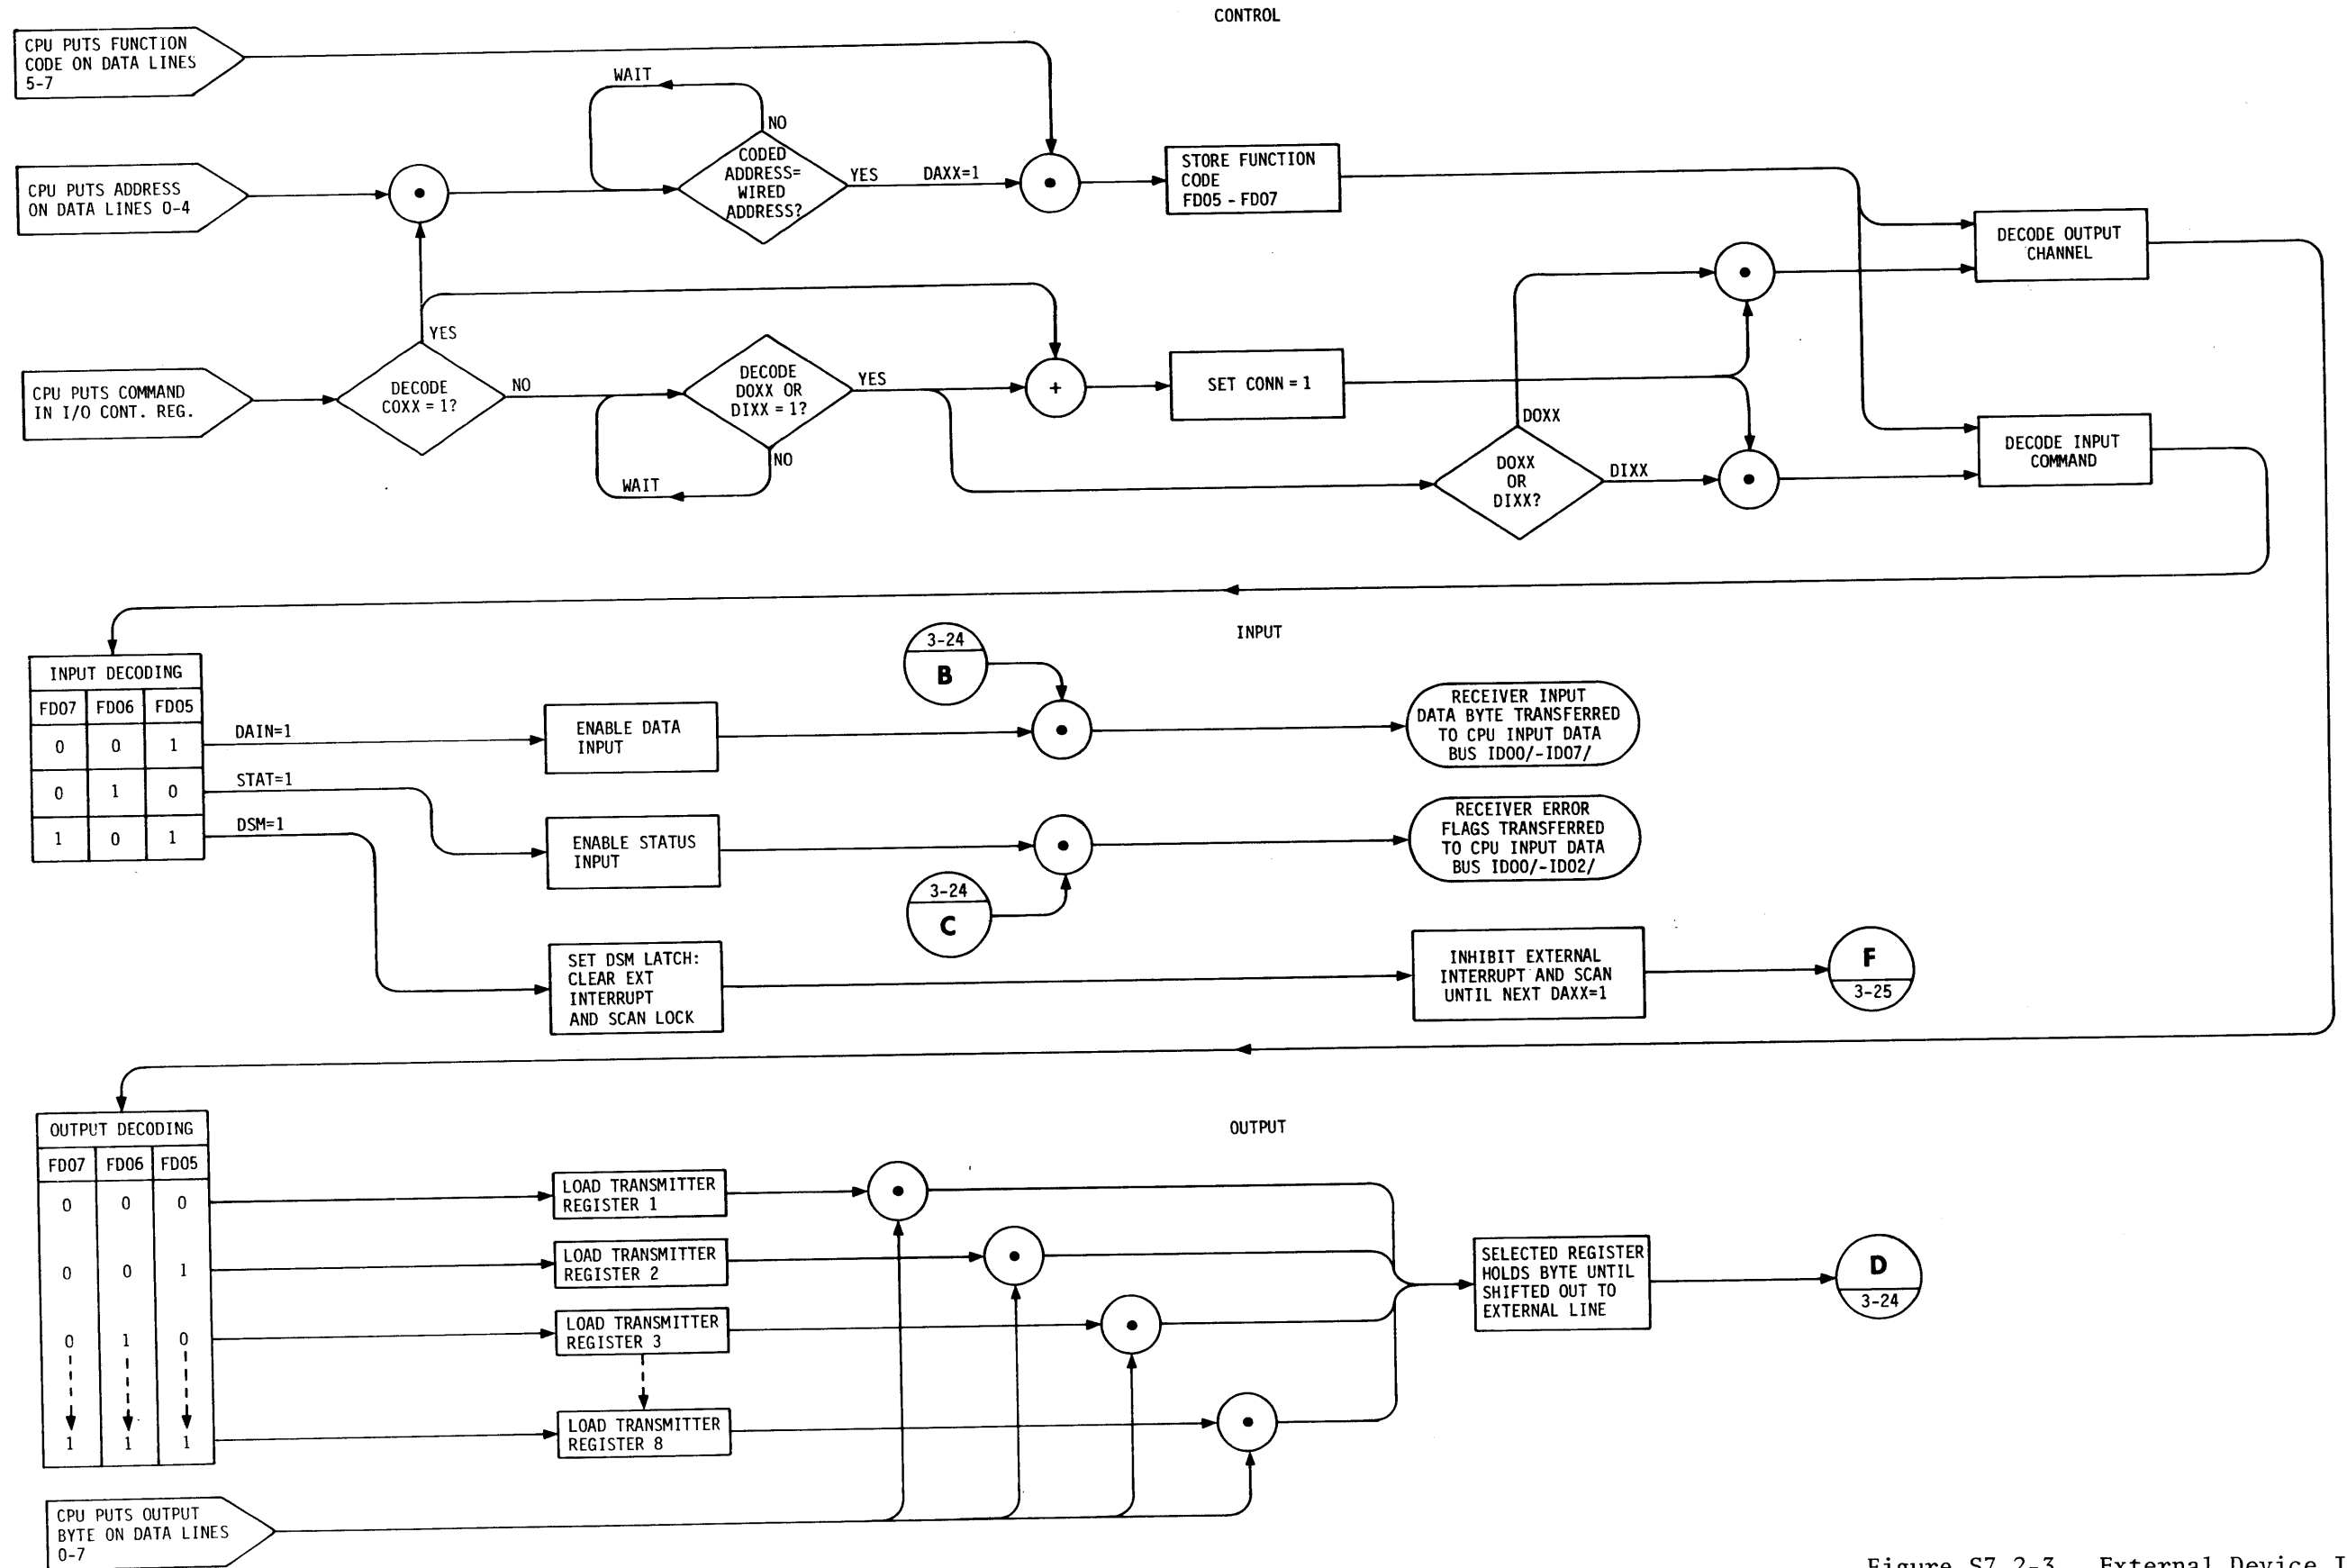 CONTROL
CPU PUTS FUNCTION
CODE ON DATA LINES
5-7
WAIT
NO
CPU PUTS ADDRESS
ON DATA LINES 0-4
CODED
ADDRESS=
WIRED
ADDRESS?
YES
DAXX=1
STORE FUNCTION
CODE
FD05 - FD07
DECODE OUTPUT
CHANNEL
YES
CPU PUTS COMMAND
IN I/O CONT. REG.
DECODE
COXX = 1?
NO
DECODE
DOXX OR
DIXX = 1?
YES
+
SET CONN = 1
NO
WAIT
DOXX
DOXX
OR
DIXX?
DIXX
DECODE INPUT
COMMAND
INPUT
INPUT DECODING
FD07 FD06 FD05
0 0 1
0 1 0
1 0 1
DAIN=1
STAT=1
DSM=1
ENABLE DATA
INPUT
3-24
B
RECEIVER INPUT
DATA BYTE TRANSFERRED
TO CPU INPUT DATA
BUS ID00/-ID07/
ENABLE STATUS
INPUT
3-24
C
RECEIVER ERROR
FLAGS TRANSFERRED
TO CPU INPUT DATA
BUS ID00/-ID02/
SET DSM LATCH:
CLEAR EXT
INTERRUPT
AND SCAN LOCK
INHIBIT EXTERNAL
INTERRUPT AND SCAN
UNTIL NEXT DAXX=1
F
3-25
OUTPUT
OUTPUT DECODING
FD07 FD06 FD05
0 0 0
0 0 1
0 1 0
1 1 1
LOAD TRANSMITTER
REGISTER 1
LOAD TRANSMITTER
REGISTER 2
LOAD TRANSMITTER
REGISTER 3
LOAD TRANSMITTER
REGISTER 8
SELECTED REGISTER
HOLDS BYTE UNTIL
SHIFTED OUT TO
EXTERNAL LINE
D
3-24
CPU PUTS OUTPUT
BYTE ON DATA LINES
0-7
Figure S7.2-3. External Device I